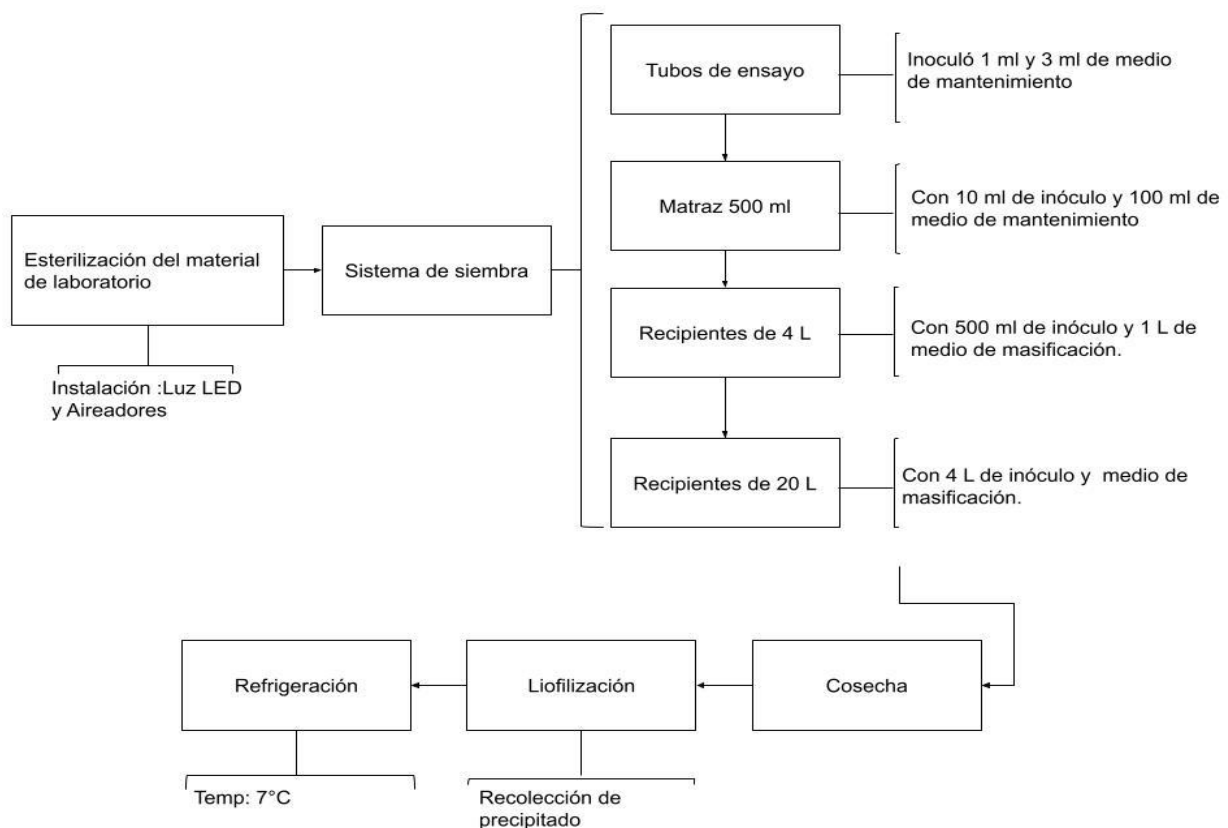 Esterilización del material
de laboratorio
Instalación :Luz LED
y Aireadores
Sistema de siembra
Tubos de ensayo
Inoculó 1 ml y 3 ml de medio
de mantenimiento
Matraz 500 ml
Con 10 ml de inóculo y 100 ml de
medio de mantenimiento
Recipientes de 4 L
Con 500 ml de inóculo y 1 L de
medio de masificación.
Recipientes de 20 L
Con 4 L de inóculo y medio de
masificación.
Cosecha
Liofilización
Recolección de
precipitado
Refrigeración
Temp: 7°C